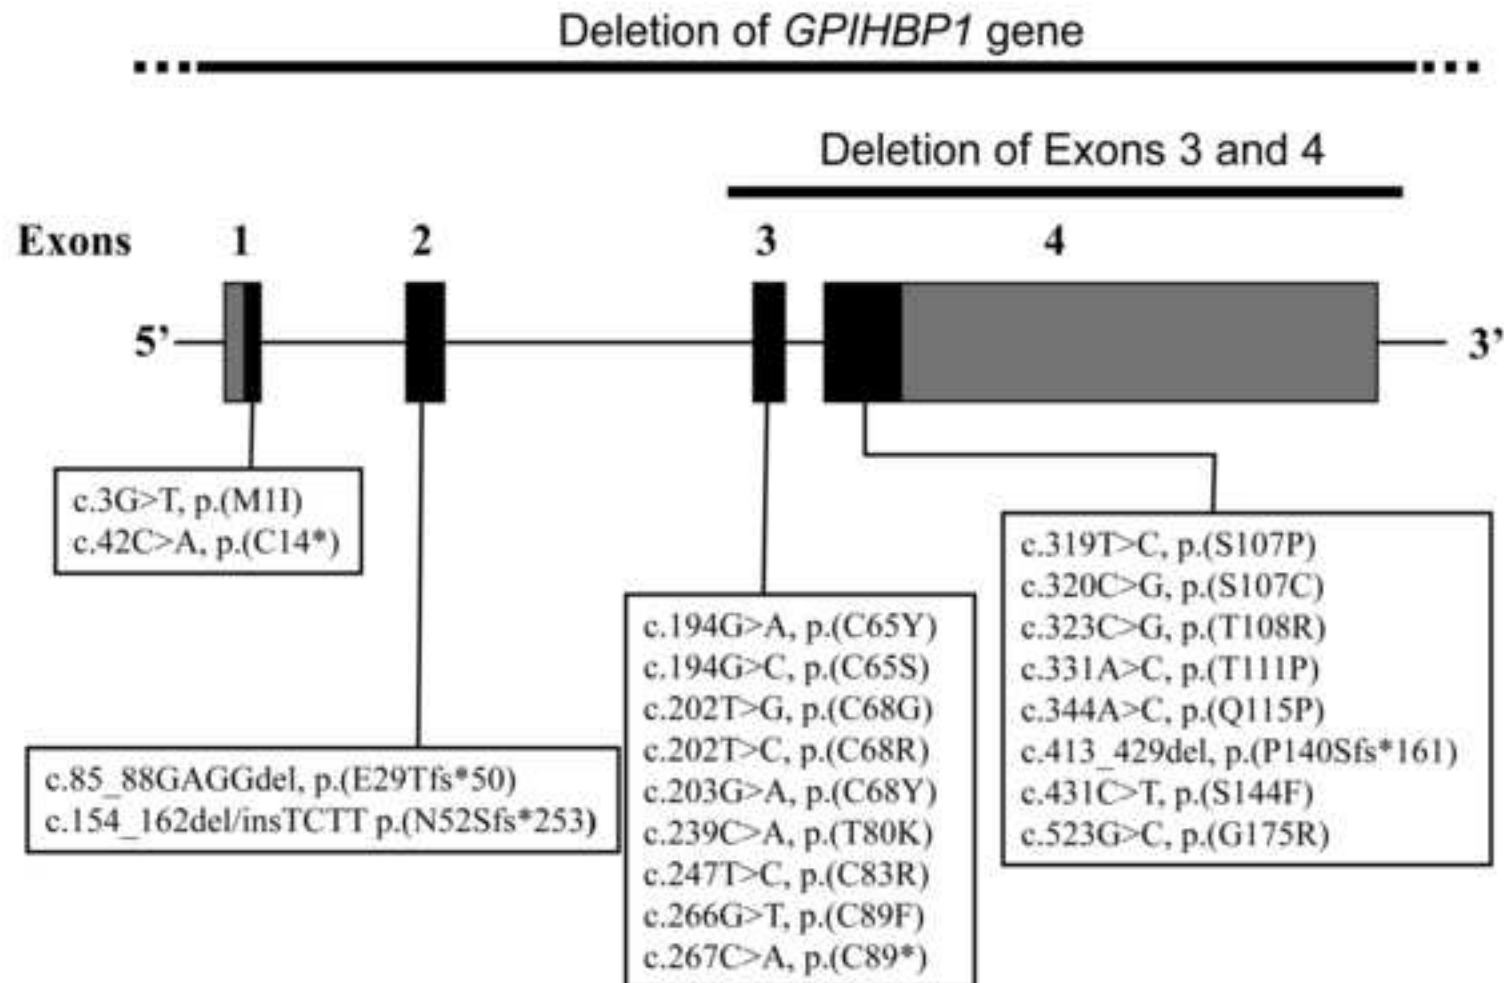 Deletion of GPIHBP1 gene
Deletion of Exons 3 and 4
Exons 1 2 3 4
5’ 3’
c.3G>T, p.(M1I)
c.42C>A, p.(C14*)
c.85_88GAGGdel, p.(E29Tfs*50)
c.154_162del/insTCTT p.(N52Sfs*253)
c.194G>A, p.(C65Y)
c.194G>C, p.(C65S)
c.202T>G, p.(C68G)
c.202T>C, p.(C68R)
c.203G>A, p.(C68Y)
c.239C>A, p.(T80K)
c.247T>C, p.(C83R)
c.266G>T, p.(C89F)
c.267C>A, p.(C89*)
c.319T>C, p.(S107P)
c.320C>G, p.(S107C)
c.323C>G, p.(T108R)
c.331A>C, p.(T111P)
c.344A>C, p.(Q115P)
c.413_429del, p.(P140Sfs*161)
c.431C>T, p.(S144F)
c.523G>C, p.(G175R)